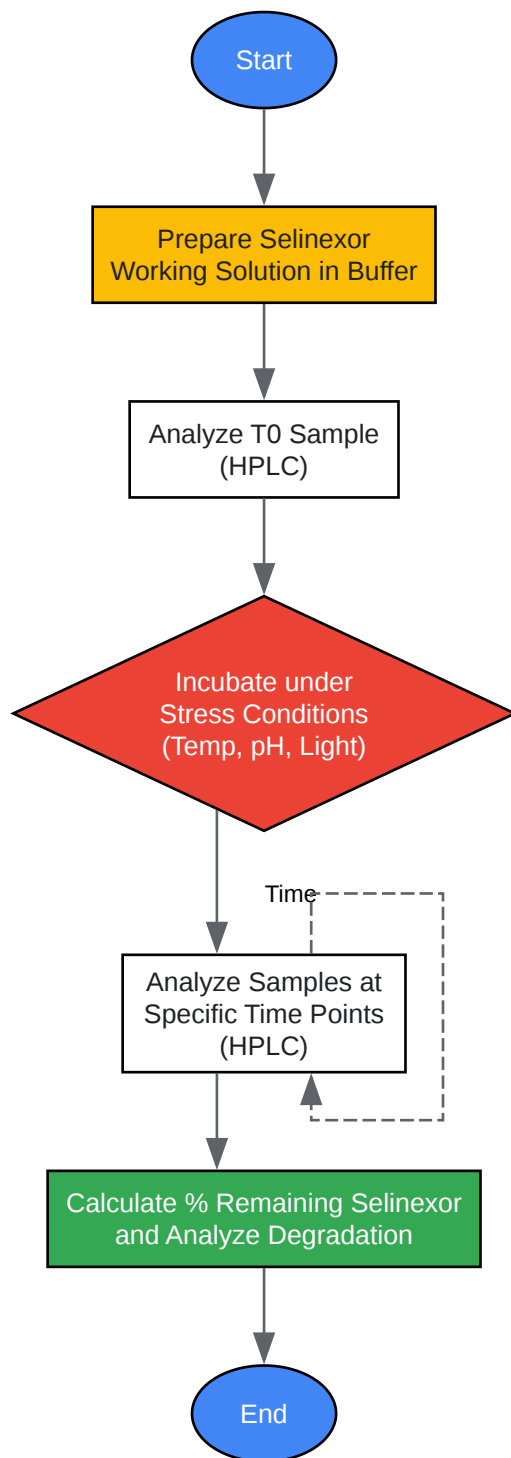 Start
Prepare Selinexor
Working Solution in Buffer
Analyze T0 Sample
(HPLC)
Incubate under
Stress Conditions
(Temp, pH, Light)
Time
Analyze Samples at
Specific Time Points
(HPLC)
Calculate % Remaining Selinexor
and Analyze Degradation
End